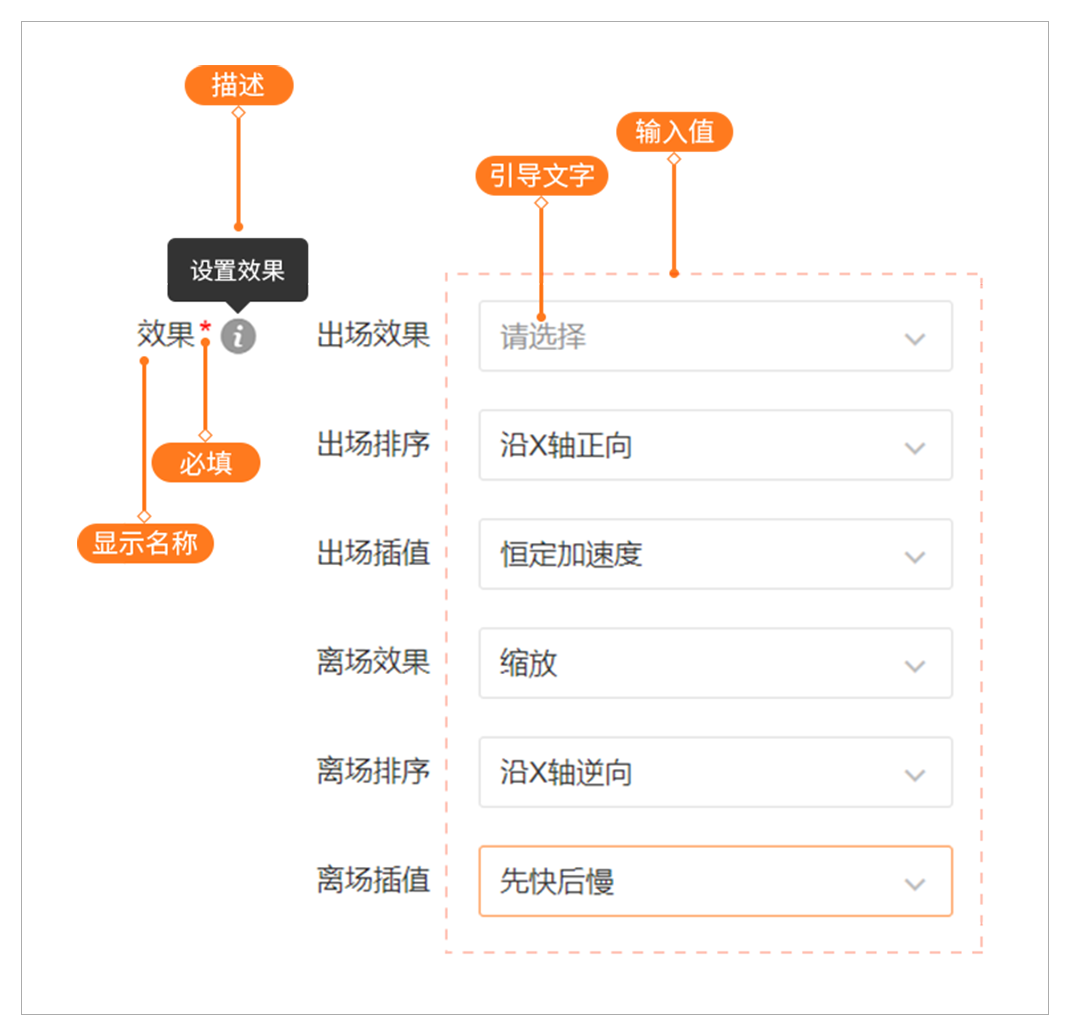 描述
输入值
引导文字
设置效果
效果* i
出场效果
请选择
出场排序
沿X轴正向
必填
显示名称
出场插值
恒定加速度
离场效果
缩放
离场排序
沿X轴逆向
离场插值
先快后慢